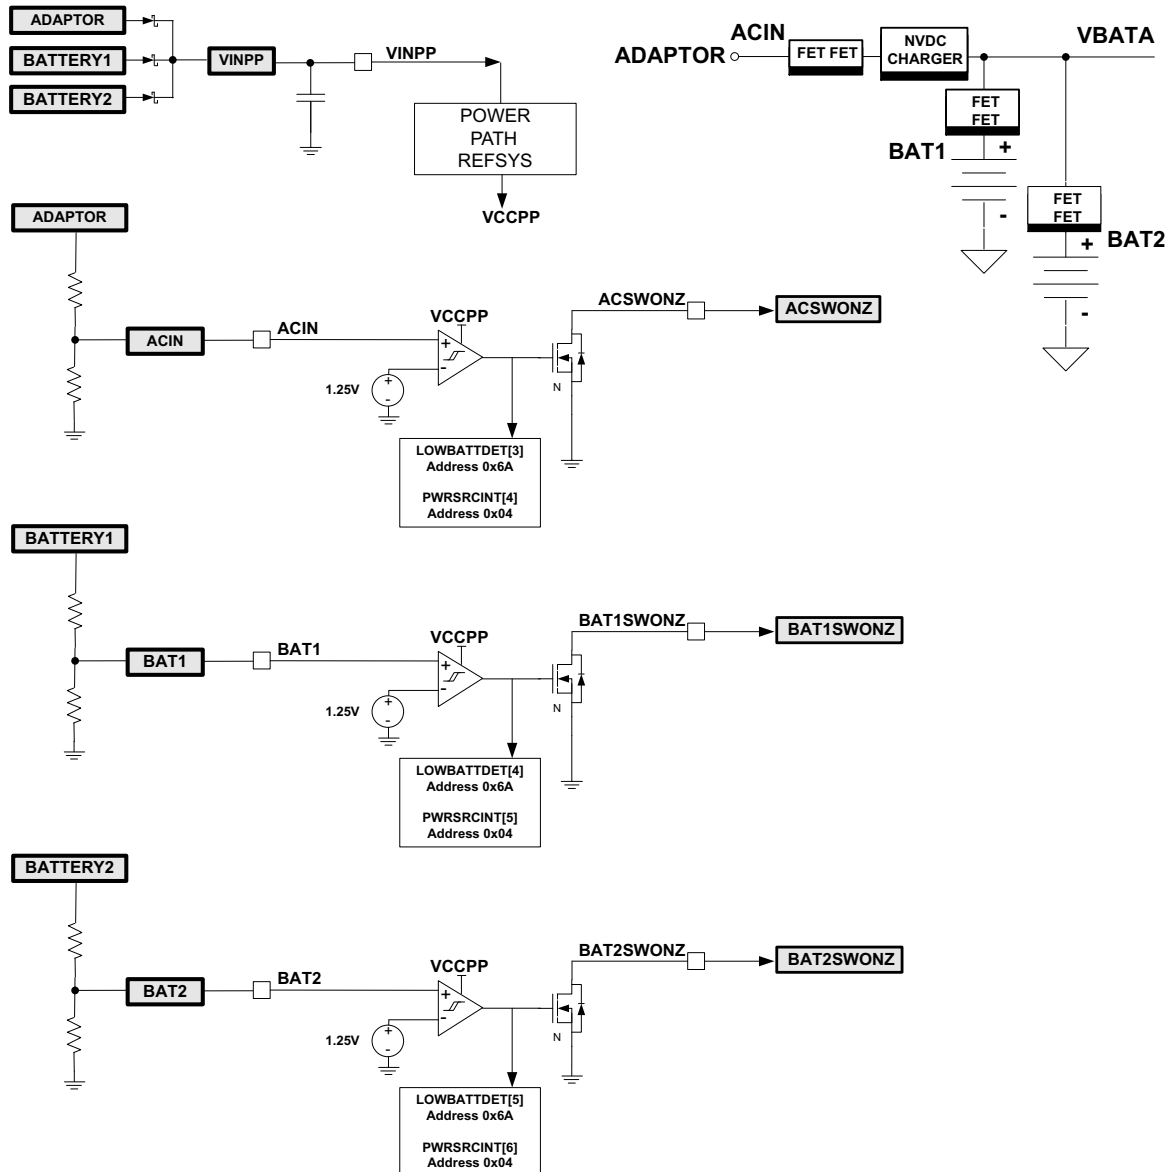 ADAPTOR
BATTERY1
BATTERY2
VINPP
VINPP
POWER
PATH
REFSYS
VCCPP
ACIN
ADAPTOR
FET FET
NVDC
CHARGER
VBATA
FET
FET
BAT1
+
-
FET
FET
BAT2
+
-
ADAPTOR
ACIN
ACIN
VCCPP
+
-
1.25V
+
-
ACSWONZ
N
ACSWONZ
LOWBATTDET[3]
Address 0x6A
PWRSRCINT[4]
Address 0x04
BATTERY1
BAT1
BAT1
VCCPP
+
-
1.25V
+
-
BAT1SWONZ
N
BAT1SWONZ
LOWBATTDET[4]
Address 0x6A
PWRSRCINT[5]
Address 0x04
BATTERY2
BAT2
BAT2
VCCPP
+
-
1.25V
+
-
BAT2SWONZ
N
BAT2SWONZ
LOWBATTDET[5]
Address 0x6A
PWRSRCINT[6]
Address 0x04